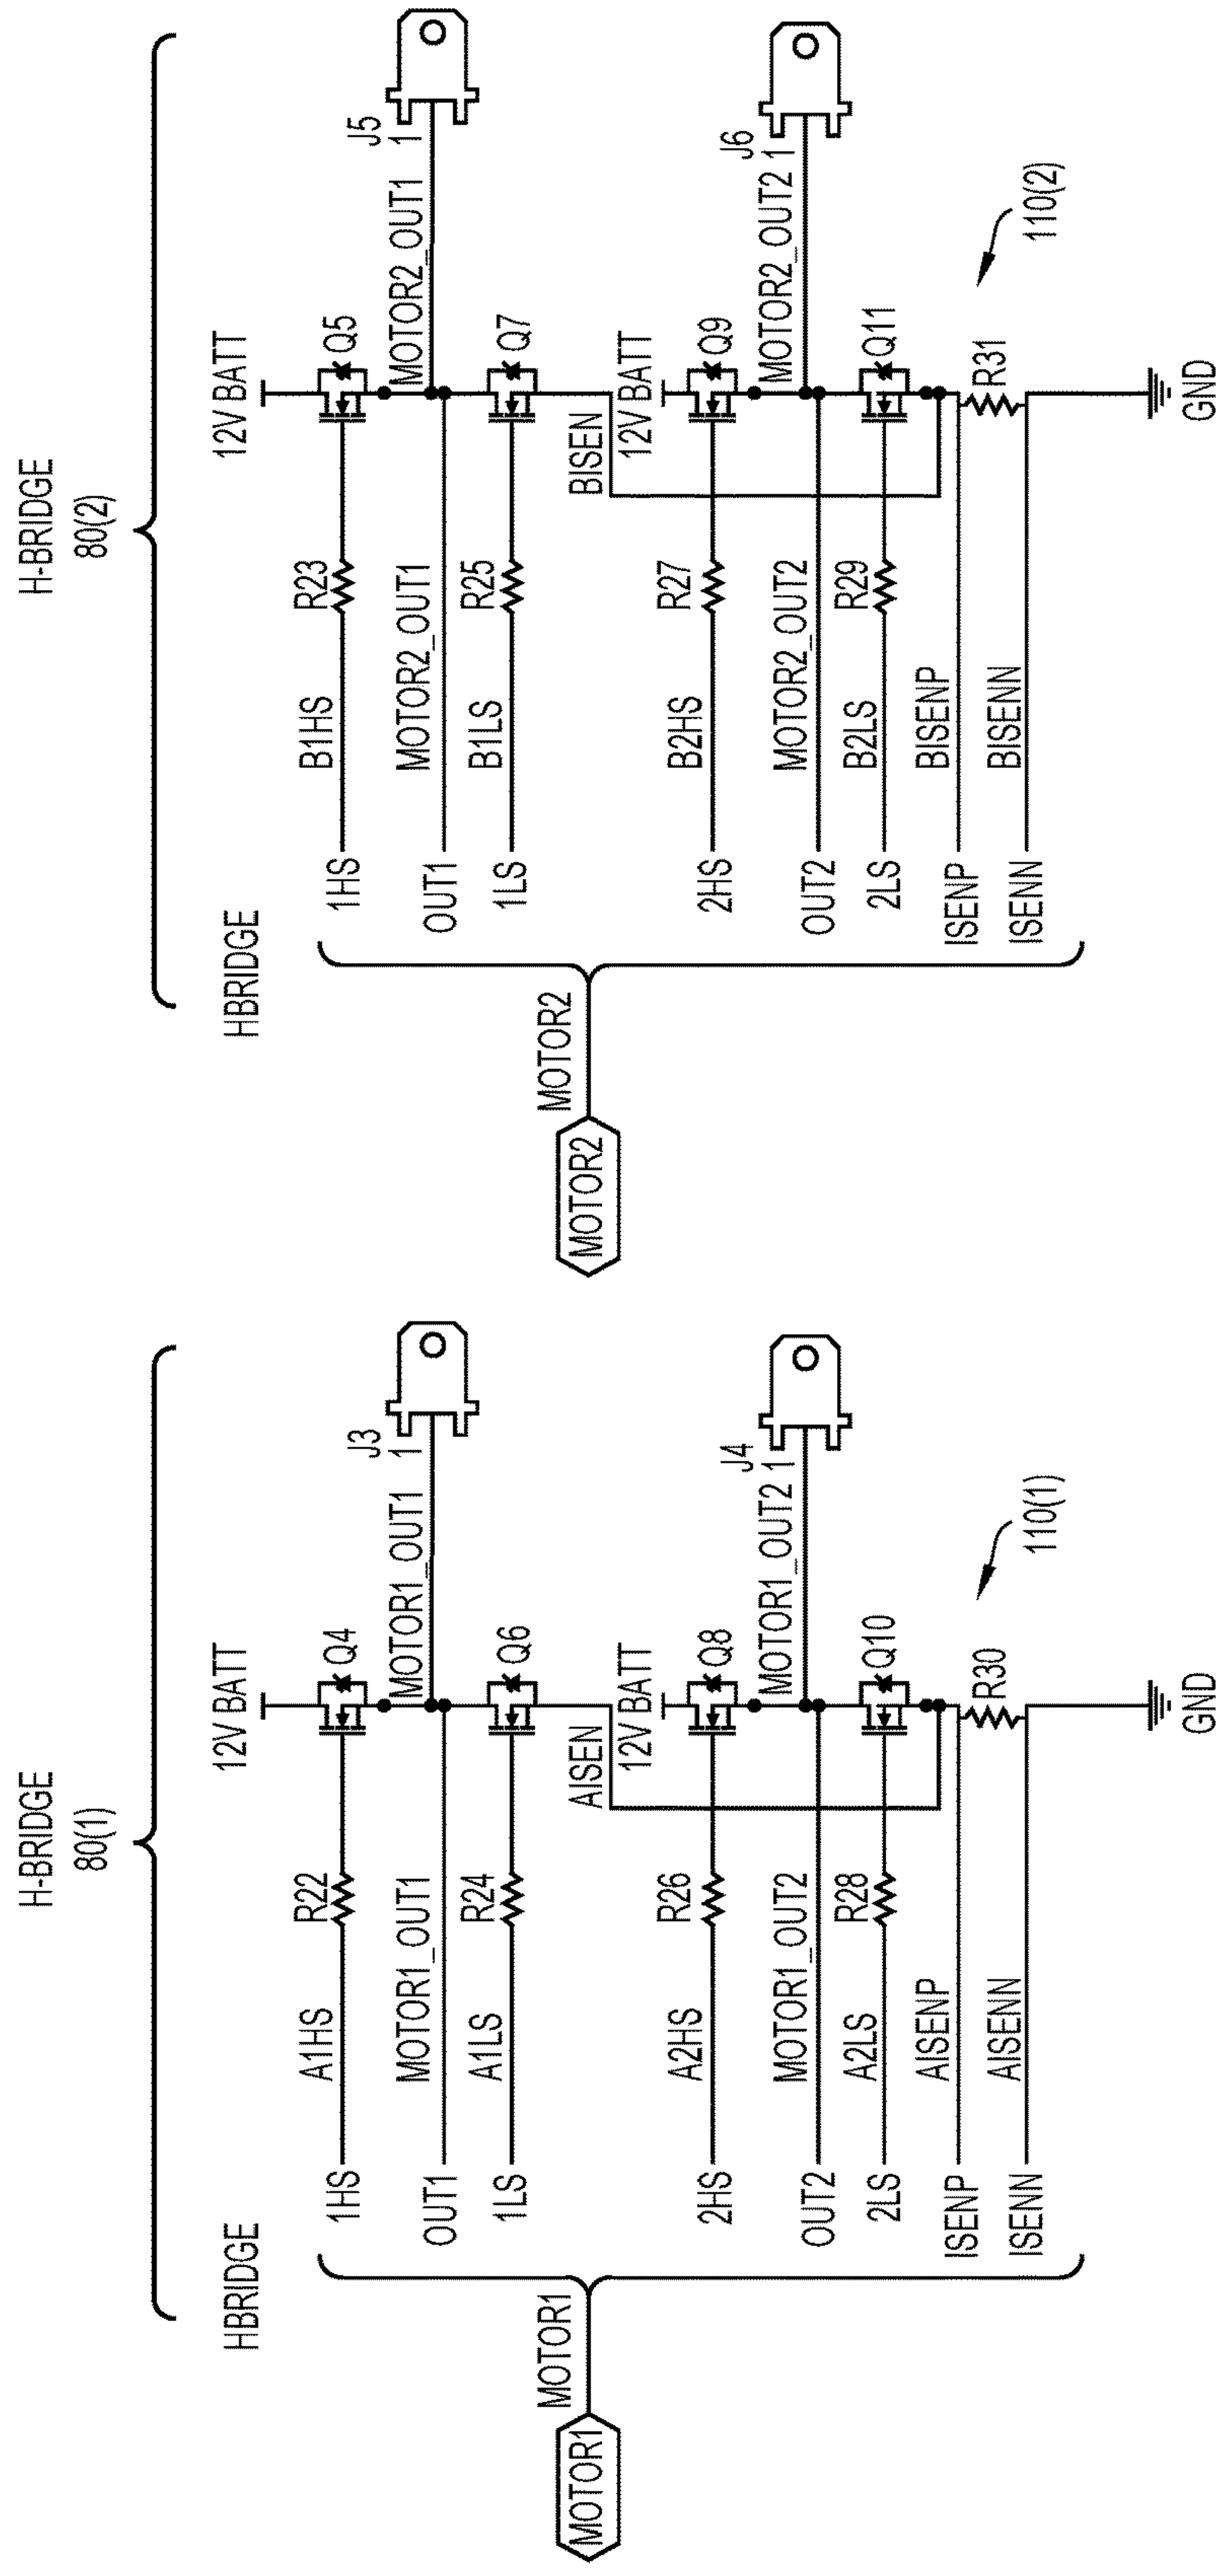 H-BRIDGE
80(1)
HBRIDGE
12V BATT
1HS
A1HS
R22
Q4
OUT1
MOTOR1_OUT1
MOTOR1_OUT1
1
J3
1LS
A1LS
R24
Q6
MOTOR1
MOTOR1
AISEN
12V BATT
2HS
A2HS
R26
Q8
OUT2
MOTOR1_OUT2
MOTOR1_OUT2
1
J4
2LS
A2LS
R28
Q10
ISENP
AISENP
R30
110(1)
ISENN
AISENN
GND
H-BRIDGE
80(2)
HBRIDGE
12V BATT
1HS
B1HS
R23
Q5
OUT1
MOTOR2_OUT1
MOTOR2_OUT1
1
J5
1LS
B1LS
R25
Q7
MOTOR2
MOTOR2
BISEN
12V BATT
2HS
B2HS
R27
Q9
OUT2
MOTOR2_OUT2
MOTOR2_OUT2
1
J6
2LS
B2LS
R29
Q11
ISENP
BISENP
R31
110(2)
ISENN
BISENN
GND